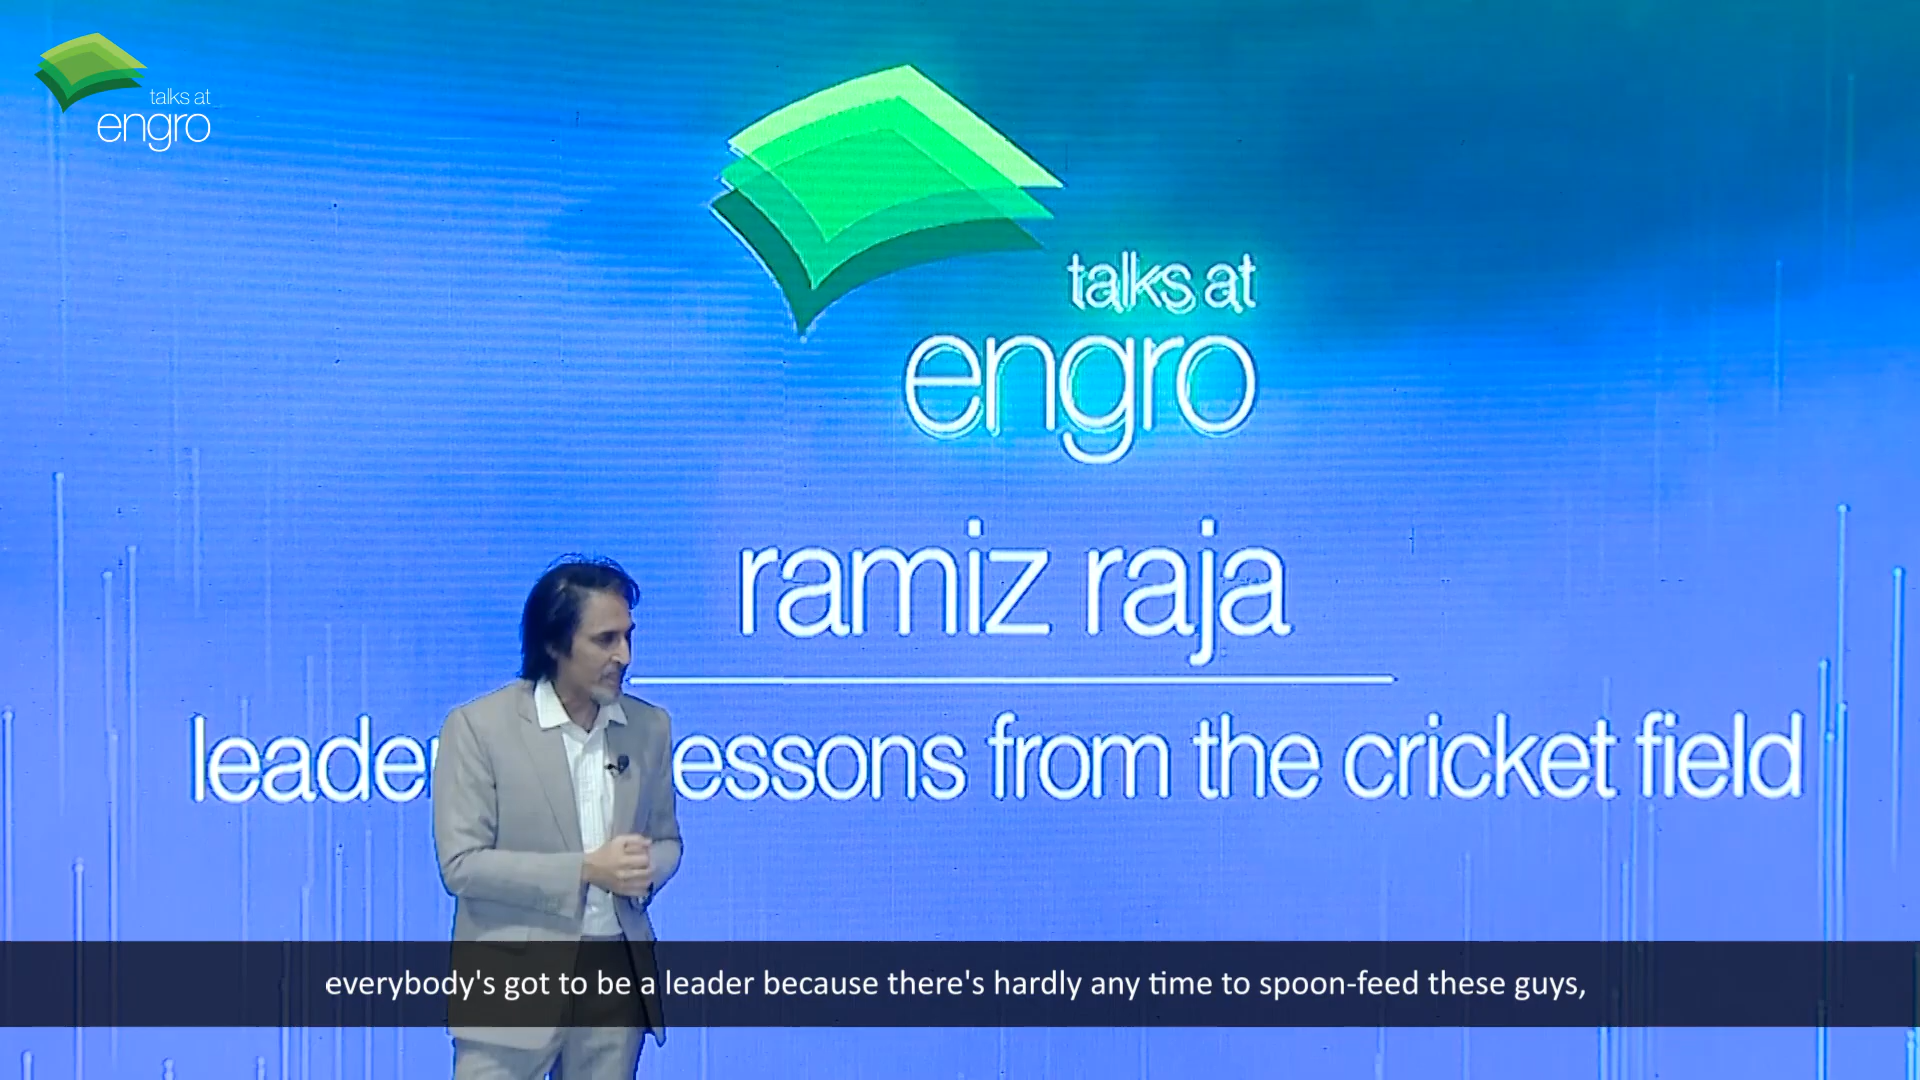 talks at
engro
talks at
engro
ramiz raja
leader essons from the cricket field
everybody's got to be a leader because there's hardly any time to spoon-feed these guys,